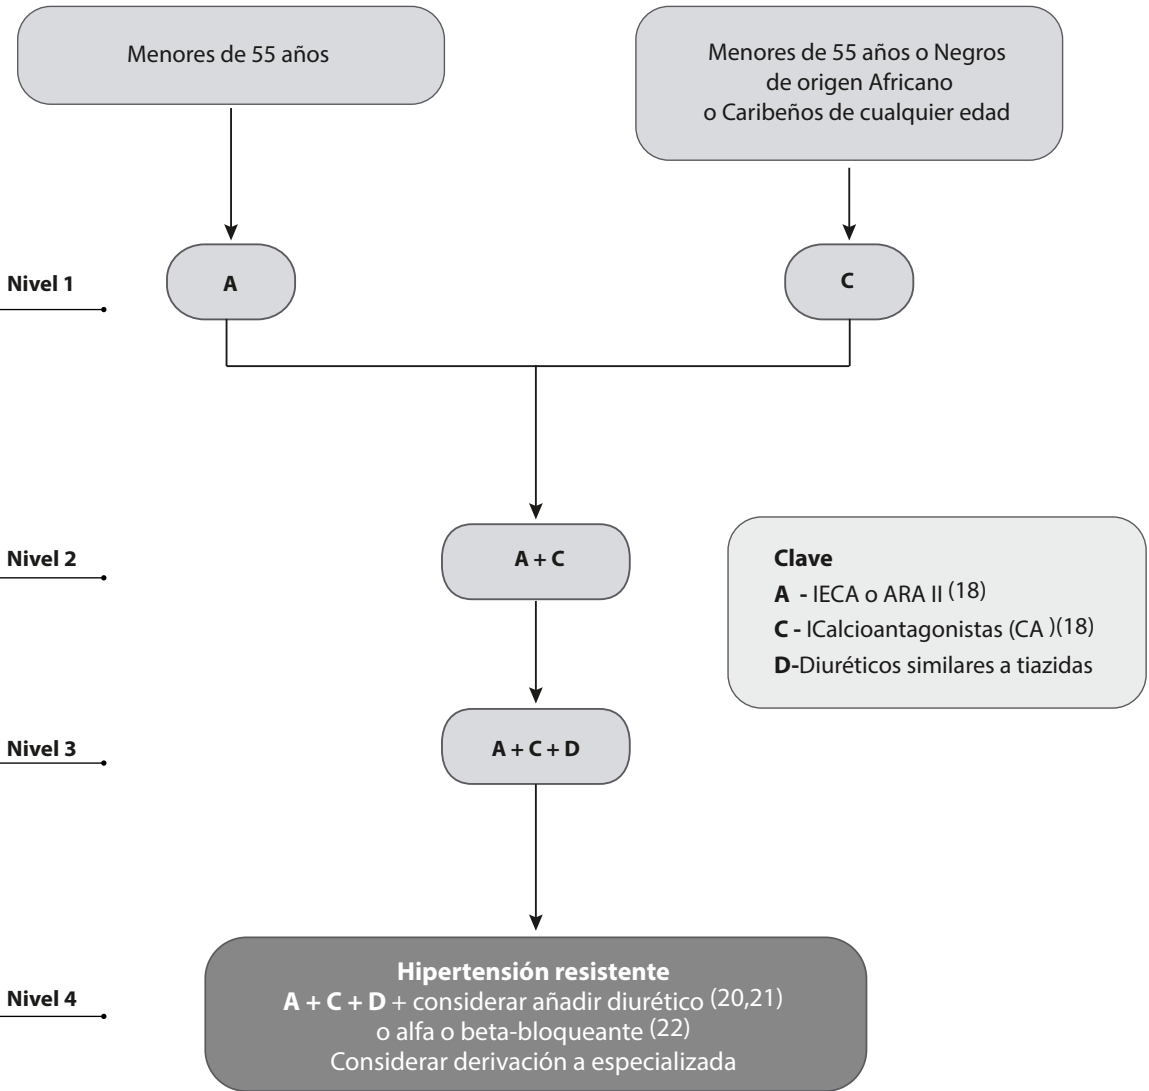 Menores de 55 años
Menores de 55 años o Negros
de origen Africano
o Caribeños de cualquier edad
Nivel 1
A
C
Nivel 2
A + C
Clave
A - IECA o ARA II (18)
C - ICalcioantagonistas (CA )(18)
D-Diuréticos similares a tiazidas
Nivel 3
A + C + D
Nivel 4
Hipertensión resistente
A + C + D + considerar añadir diurético (20,21)
o alfa o beta-bloqueante (22)
Considerar derivación a especializada